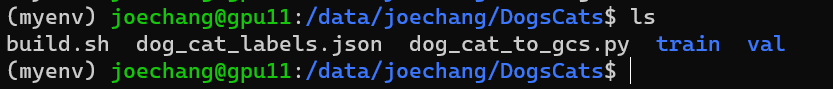 (myenv) joechang@gpu11:/data/joechang/DogsCats$ ls
build.sh  dog_cat_labels.json  dog_cat_to_gcs.py  train  val
(myenv) joechang@gpu11:/data/joechang/DogsCats$